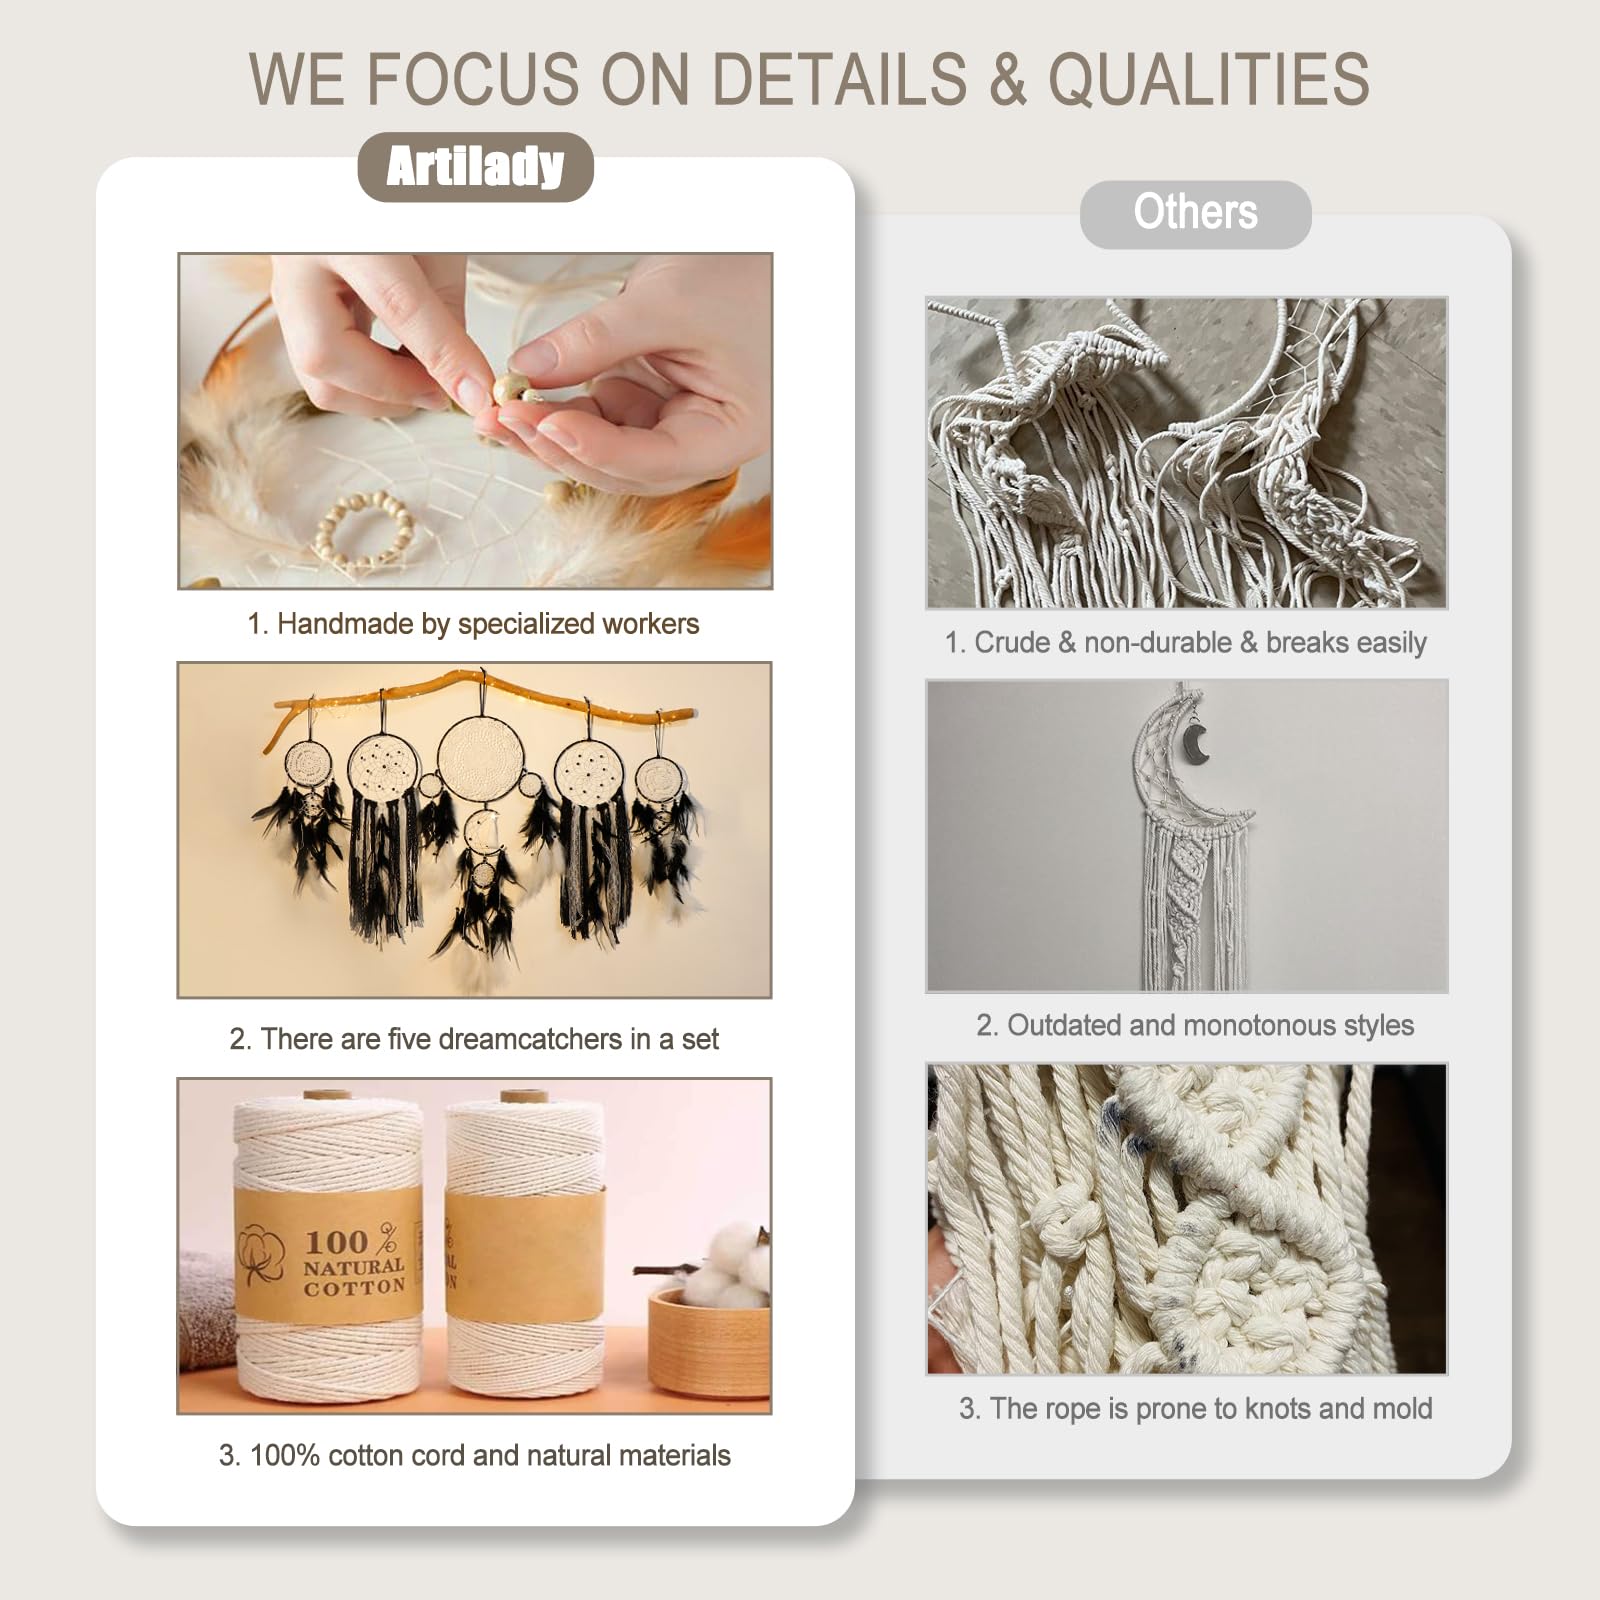 WE FOCUS ON DETAILS & QUALITIES
Artilady
1. Handmade by specialized workers
2. There are five dreamcatchers in a set
100%
NATURAL
COTTON
3. 100% cotton cord and natural materials
Others
1. Crude & non-durable & breaks easily
2. Outdated and monotonous styles
3. The rope is prone to knots and mold